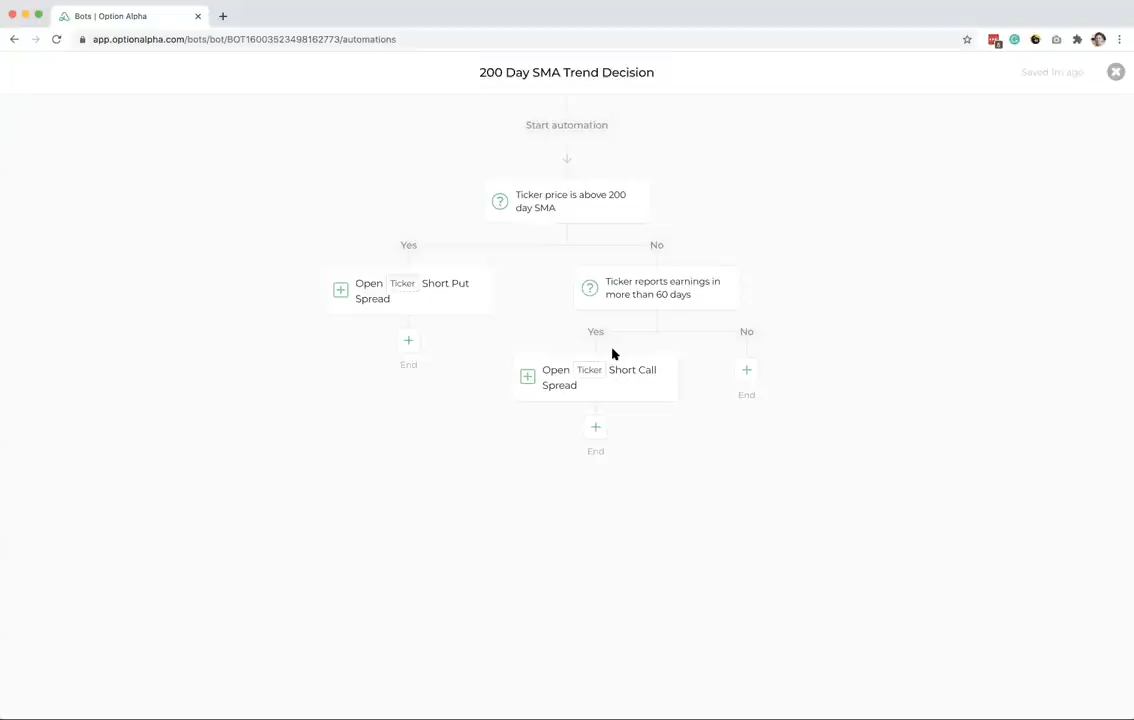 Bots | Option Alpha
app.optionalpha.com/bots/bot/BOT16003523498162773/automations
200 Day SMA Trend Decision
Saved 1m ago
Start automation
Ticker price is above 200
day SMA
Yes
No
Open Ticker Short Put
Spread
End
Ticker reports earnings in
more than 60 days
Yes
No
Open Ticker Short Call
Spread
End
End